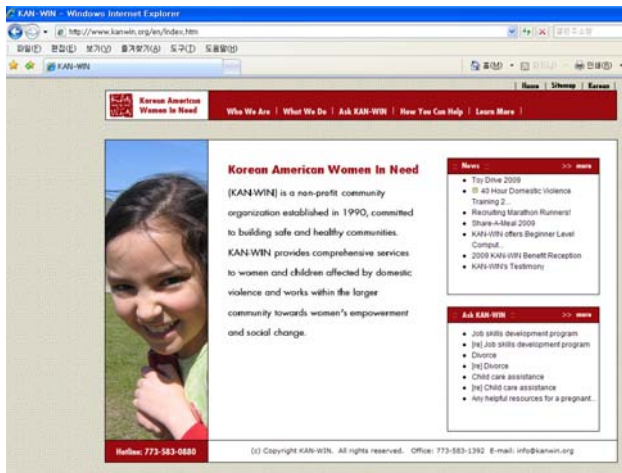 KAN-WIN - Windows Internet Explorer
http://www.kanwin.org/en/index.htm
파일(F) 편집(E) 보기(V) 즐겨찾기(A) 도구(T) 도움말(H)
KAN-WIN
홈(M)
인쇄(R)
Home | Sitemap | Korean
Korean American
Women In Need
Who We Are | What We Do | Ask KAN-WIN | How You Can Help | Learn More
Korean American Women In Need
(KAN-WIN) is a non-profit community
organization established in 1990, committed
to building safe and healthy communities.
KAN-WIN provides comprehensive services
to women and children affected by domestic
violence and works within the larger
community towards women's empowerment
and social change.
:: News :: >> more
Toy Drive 2009
40 Hour Domestic Violence
Training 2...
Recruiting Marathon Runners!
Share-A-Meal 2009
KAN-WIN offers Beginner Level
Comput...
2009 KAN-WIN Benefit Reception
KAN-WIN's Testimony
:: Ask KAN-WIN :: >> more
Job skills development program
[re] Job skills development program
Divorce
[re] Divorce
Child care assistance
[re] Child care assistance
Any helpful resources for a pregnant...
Hotline: 773-583-0880
(c) Copyright KAN-WIN. All rights reserved. Office: 773-583-1392 E-mail: info@kanwin.org